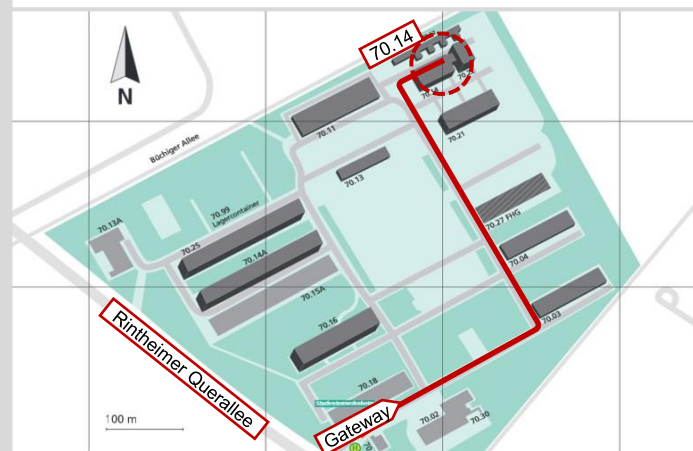 70.14
N
70.11
70.21
Büchiger Allee
70.13
70.99
Lagercontainer
70.13A
70.27 FHG
70.25
70.14A
70.04
70.15A
70.03
70.16
Rintheimer Querallee
70.18
100 m
Gateway
70.02
70.30
H